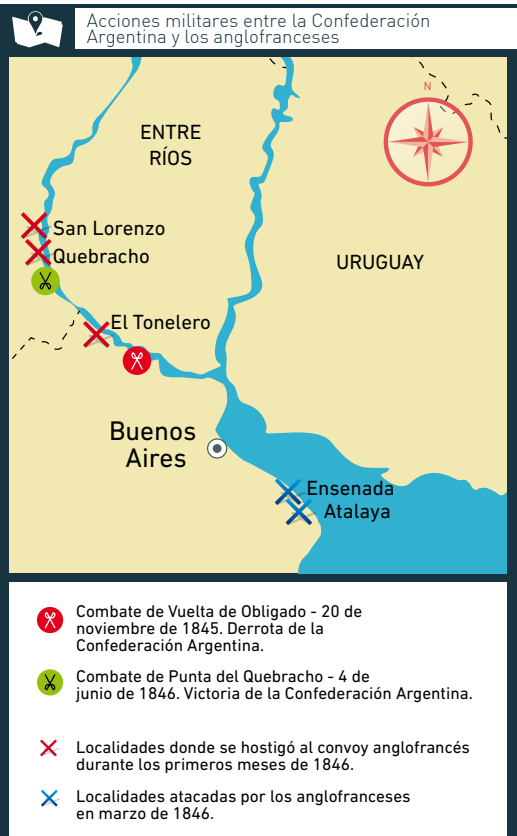 Acciones militares entre la Confederación
Argentina y los anglofranceses
N
ENTRE
RÍOS
San Lorenzo
Quebracho
URUGUAY
El Tonelero
Buenos
Aires
Ensenada
Atalaya
Combate de Vuelta de Obligado - 20 de
noviembre de 1845. Derrota de la
Confederación Argentina.
Combate de Punta del Quebracho - 4 de
junio de 1846. Victoria de la Confederación Argentina.
Localidades donde se hostigó al convoy anglofrancés
durante los primeros meses de 1846.
Localidades atacadas por los anglofranceses
en marzo de 1846.